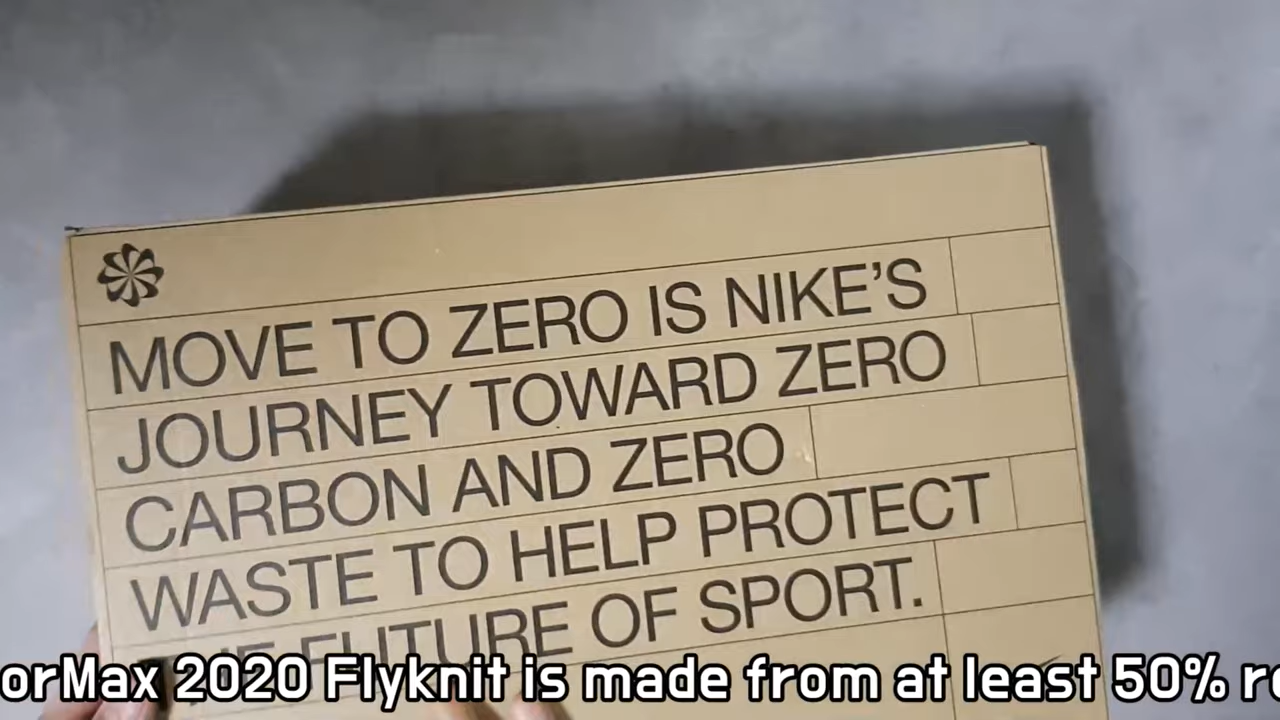 MOVE TO ZERO IS NIKE’S
JOURNEY TOWARD ZERO
CARBON AND ZERO
WASTE TO HELP PROTECT
THE FUTURE OF SPORT.
orMax 2020 Flyknit is made from at least 50% re